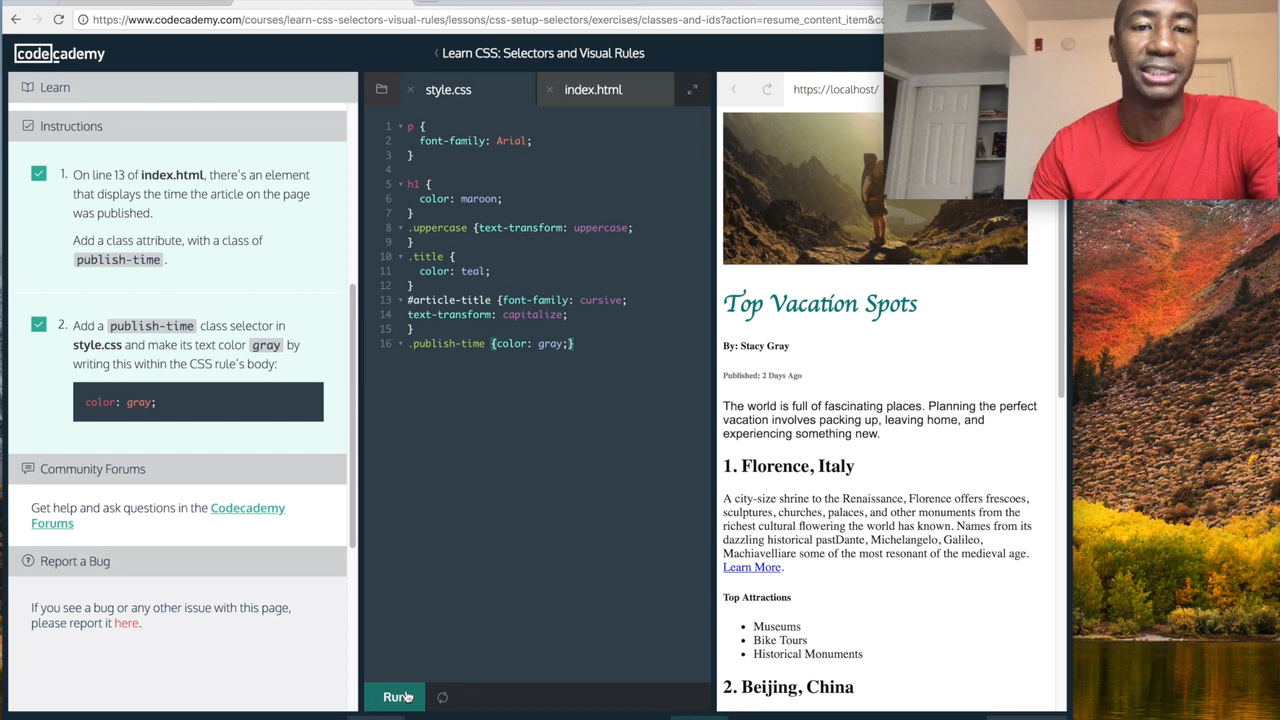 https://www.codecademy.com/courses/learn-css-selectors-visual-rules/lessons/css-setup-selectors/exercises/classes-and-ids?action=resume_content_item&co
codecademy
Learn CSS: Selectors and Visual Rules
Learn
Instructions
1. On line 13 of index.html, there's an element
that displays the time the article on the page
was published.
Add a class attribute, with a class of
publish-time.
2. Add a publish-time class selector in
style.css and make its text color gray by
writing this within the CSS rule's body:
color: gray;
Community Forums
Get help and ask questions in the Codecademy
Forums
Report a Bug
If you see a bug or any other issue with this page,
please report it here.
style.css
index.html
1 p {
2 font-family: Arial;
3 }
4
5 h1 {
6 color: maroon;
7 }
8 .uppercase {text-transform: uppercase;
9 }
10 .title {
11 color: teal;
12 }
13 #article-title {font-family: cursive;
14 text-transform: capitalize;
15 }
16 .publish-time {color: gray;}
Run
https://localhost/
Top Vacation Spots
By: Stacy Gray
Published: 2 Days Ago
The world is full of fascinating places. Planning the perfect
vacation involves packing up, leaving home, and
experiencing something new.
1. Florence, Italy
A city-size shrine to the Renaissance, Florence offers frescoes,
sculptures, churches, palaces, and other monuments from the
richest cultural flowering the world has known. Names from its
dazzling historical pastDante, Michelangelo, Galileo,
Machiavelliare some of the most resonant of the medieval age.
Learn More.
Top Attractions
• Museums
• Bike Tours
• Historical Monuments
2. Beijing, China